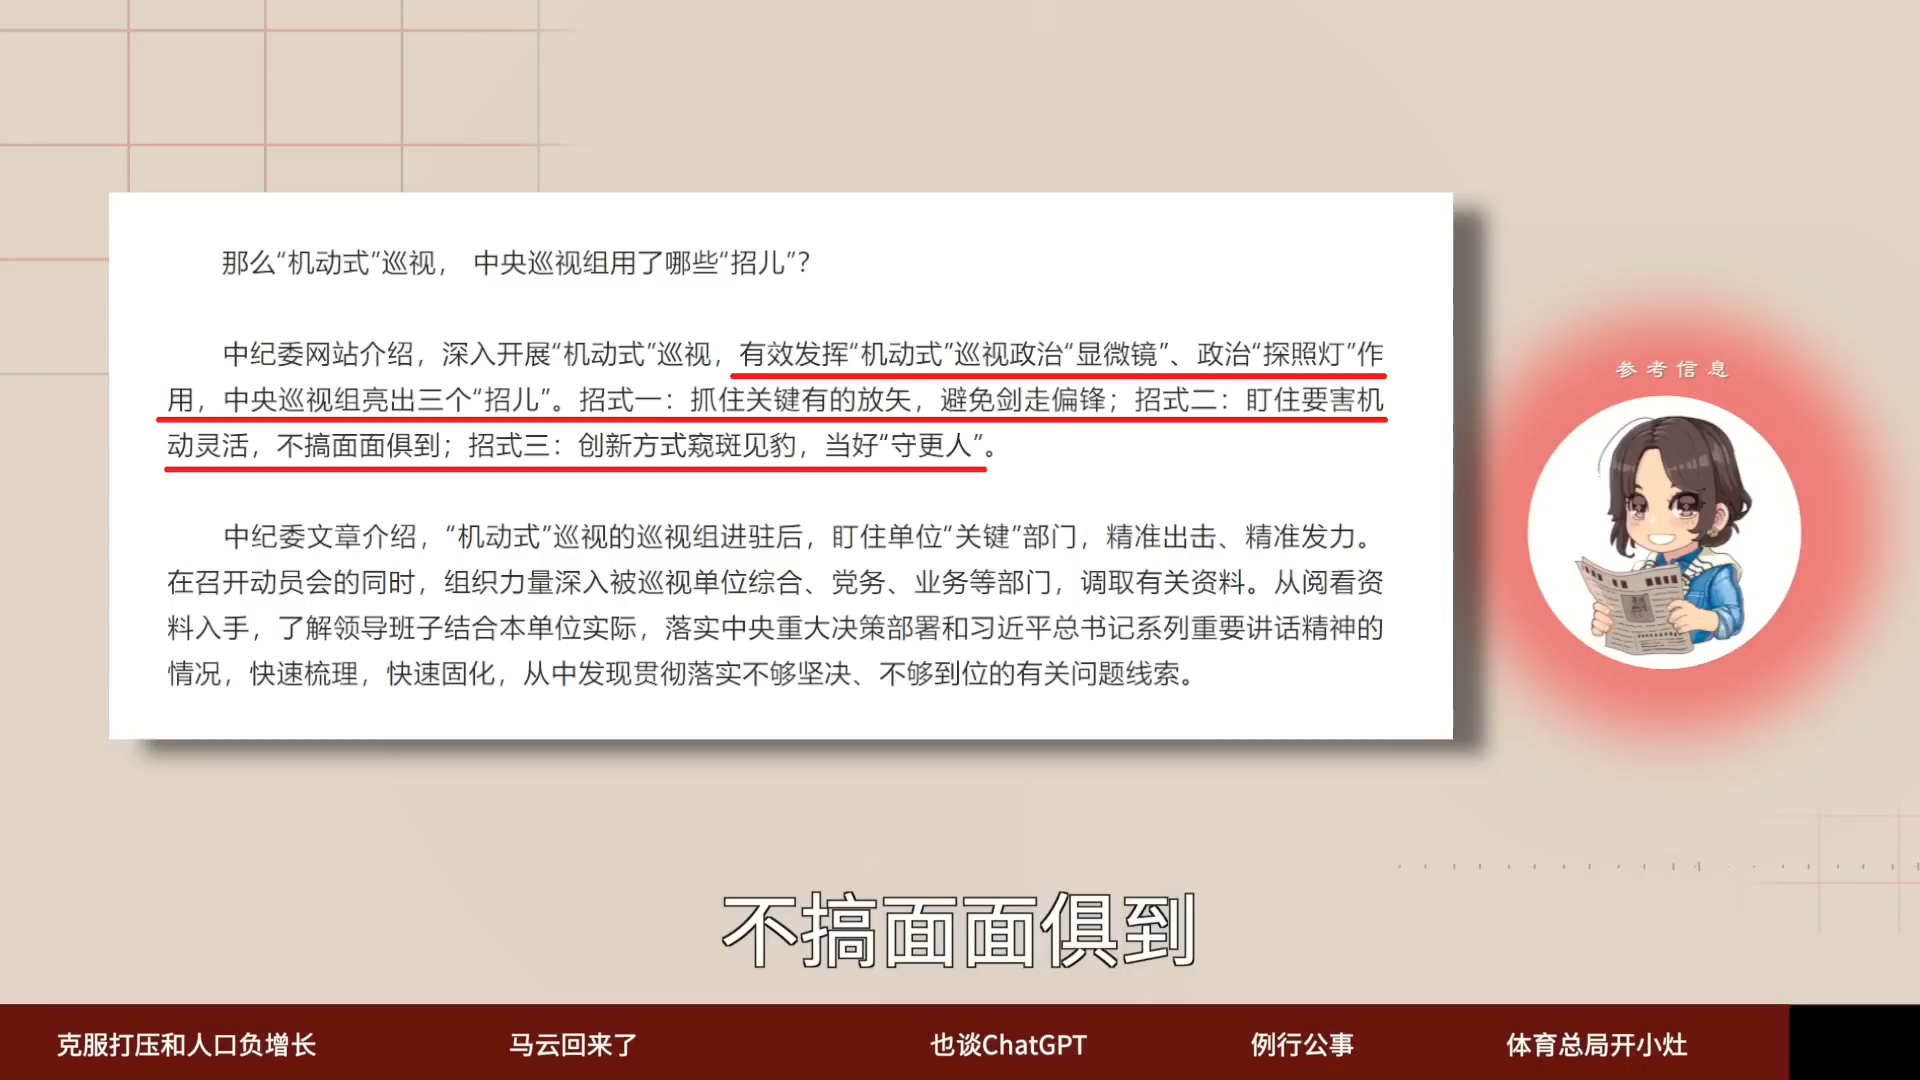 那么“机动式”巡视， 中央巡视组用了哪些“招儿”？
中纪委网站介绍，深入开展“机动式”巡视，有效发挥“机动式”巡视政治“显微镜”、政治“探照灯”作
用，中央巡视组亮出三个“招儿”。招式一：抓住关键有的放矢，避免剑走偏锋；招式二：盯住要害机
动灵活，不搞面面俱到；招式三：创新方式窥斑见豹，当好“守更人”。
中纪委文章介绍，“机动式”巡视的巡视组进驻后，盯住单位“关键”部门，精准出击、精准发力。
在召开动员会的同时，组织力量深入被巡视单位综合、党务、业务等部门，调取有关资料。从阅看资
料入手，了解领导班子结合本单位实际，落实中央重大决策部署和习近平总书记系列重要讲话精神的
情况，快速梳理，快速固化，从中发现贯彻落实不够坚决、不够到位的有关问题线索。
参考信息
不搞面面俱到
克服打压和人口负增长
马云回来了
也谈ChatGPT
例行公事
体育总局开小灶